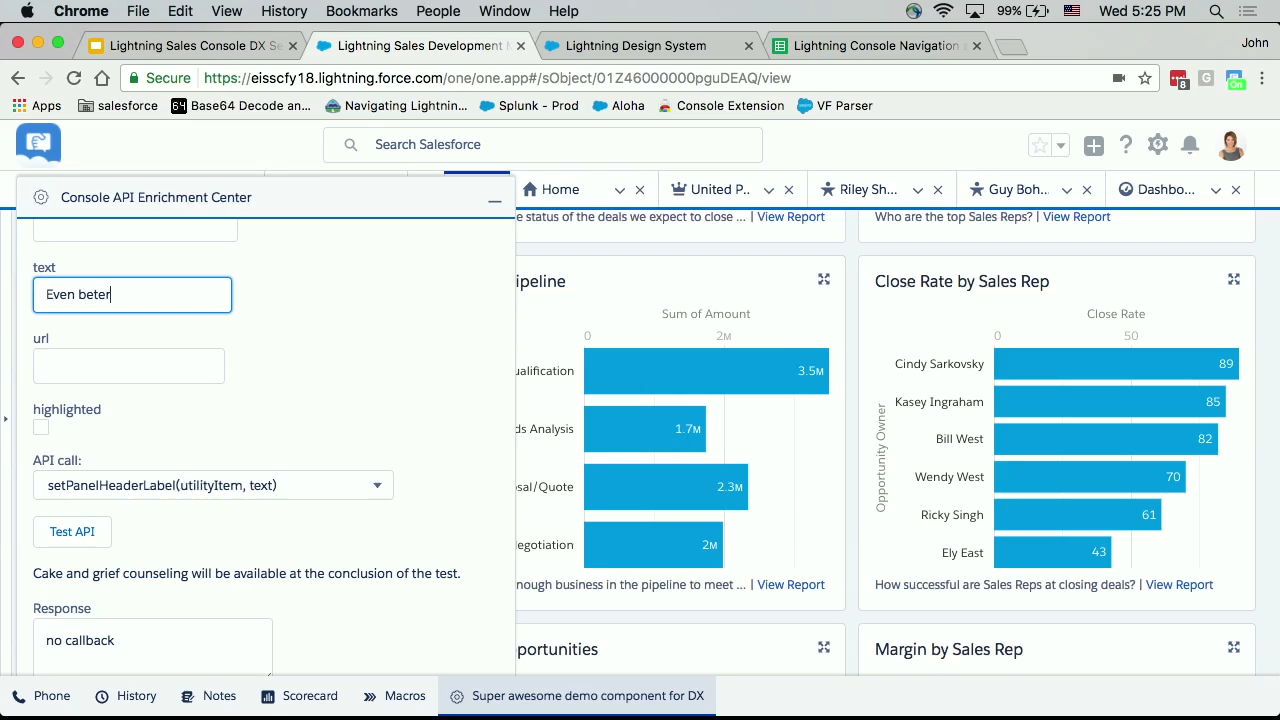 Chrome File Edit View History Bookmarks People Window Help 99% Wed 5:25 PM
Lightning Sales Console DX Se Lightning Sales Development M Lightning Design System Lightning Console Navigation a John
Secure https://eisscfy18.lightning.force.com/one/one.app#/sObject/01Z46000000pguDEAQ/view 8 G On
Apps salesforce 64 Base64 Decode an... Navigating Lightnin... Splunk - Prod Aloha Console Extension VF Parser
Search Salesforce
Console API Enrichment Center
Home United P... Riley Sh... Guy Boh... Dashbo...
e status of the deals we expect to close ... | View Report
Who are the top Sales Reps? | View Report
text
Even beter
url
highlighted
API call:
setPanelHeaderLabel(utilityItem, text)
Test API
Cake and grief counseling will be available at the conclusion of the test.
Response
no callback
ipeline
Sum of Amount
0 2M
ualification 3.5M
ds Analysis 1.7M
osal/Quote 2.3M
egotiation 2M
nough business in the pipeline to meet ... | View Report
Close Rate by Sales Rep
Close Rate
0 50
Opportunity Owner
Cindy Sarkovsky 89
Kasey Ingraham 85
Bill West 82
Wendy West 70
Ricky Singh 61
Ely East 43
How successful are Sales Reps at closing deals? | View Report
portunities
Margin by Sales Rep
Phone History Notes Scorecard Macros Super awesome demo component for DX